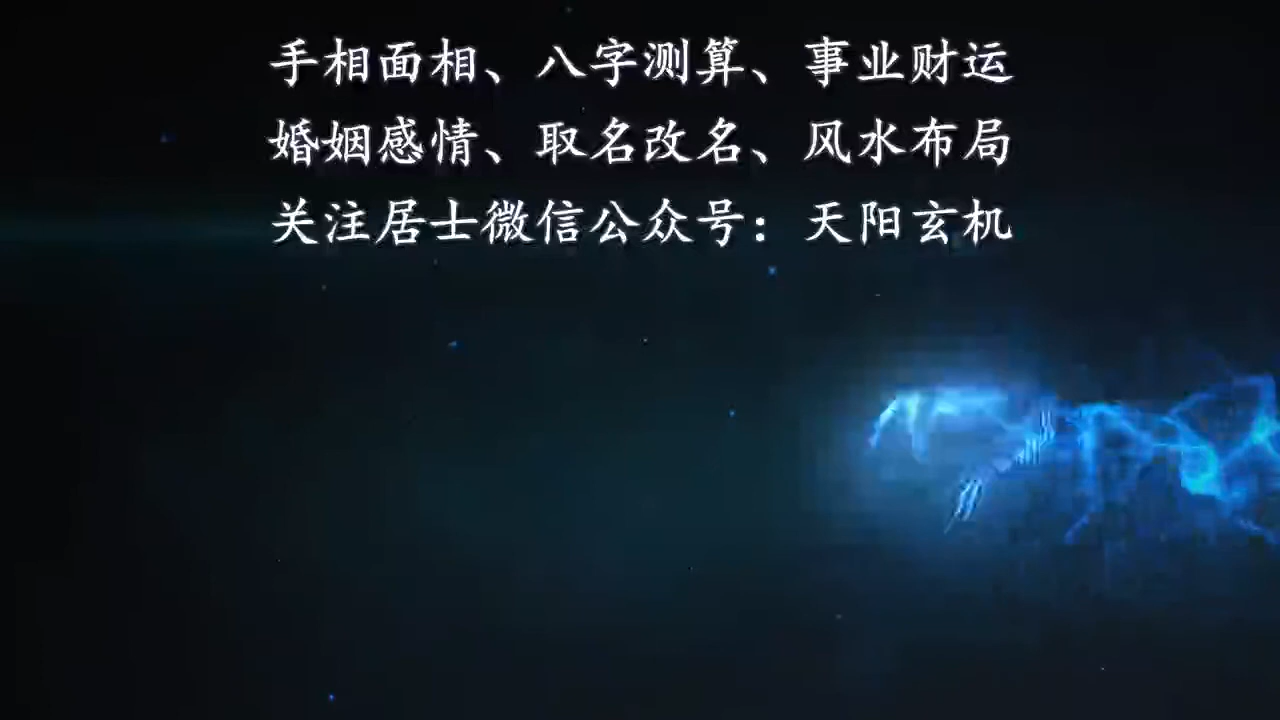 手相面相、八字测算、事业财运
婚姻感情、取名改名、风水布局
关注居士微信公众号：天阳玄机